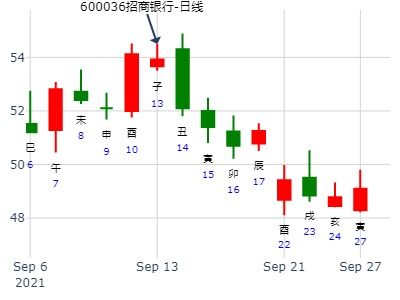 600036招商银行-日线
54
52
50
48
巳
6
午
7
未
8
申
9
酉
10
子
13
丑
14
寅
15
卯
16
辰
17
酉
22
戌
23
亥
24
寅
27
Sep 6
2021
Sep 13
Sep 21
Sep 27